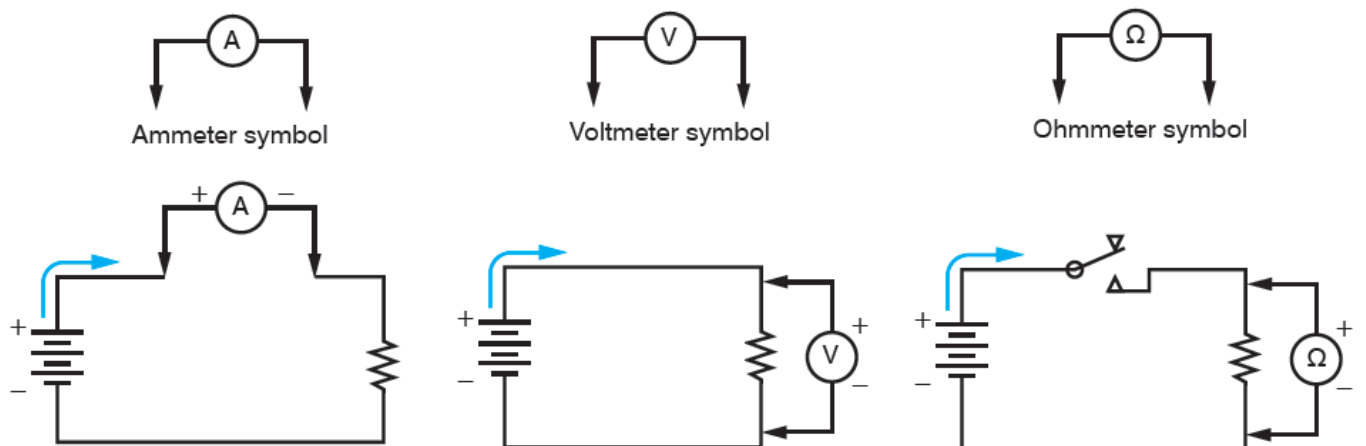 A
V
Ω
Ammeter symbol
Voltmeter symbol
Ohmmeter symbol
+ A −
+
−
+
−
+
V
−
+
−
+
Ω
−